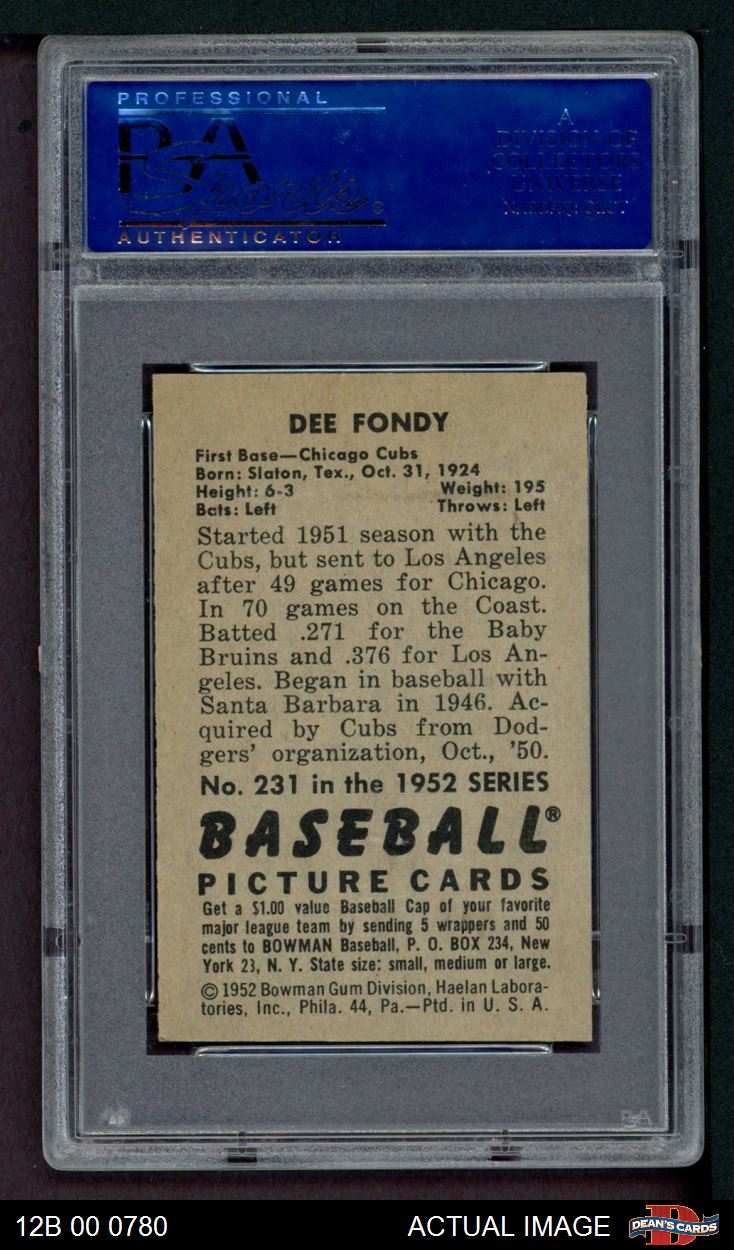 PROFESSIONAL
PSA
Sports®
AUTHENTICATOR
A
DIVISION OF
COLLECTORS
UNIVERSE
NASDAQ: CLCT
DEE FONDY
First Base—Chicago Cubs
Born: Slaton, Tex., Oct. 31, 1924
Height: 6-3 Weight: 195
Bats: Left Throws: Left
Started 1951 season with the
Cubs, but sent to Los Angeles
after 49 games for Chicago.
In 70 games on the Coast.
Batted .271 for the Baby
Bruins and .376 for Los An-
geles. Began in baseball with
Santa Barbara in 1946. Ac-
quired by Cubs from Dod-
gers' organization, Oct., '50.
No. 231 in the 1952 SERIES
BASEBALL®
PICTURE CARDS
Get a $1.00 value Baseball Cap of your favorite
major league team by sending 5 wrappers and 50
cents to BOWMAN Baseball, P. O. BOX 234, New
York 23, N. Y. State size: small, medium or large.
© 1952 Bowman Gum Division, Haelan Labora-
tories, Inc., Phila. 44, Pa.—Ptd. in U. S. A.
PSA
12B 00 0780
ACTUAL IMAGE
DEAN'S CARDS